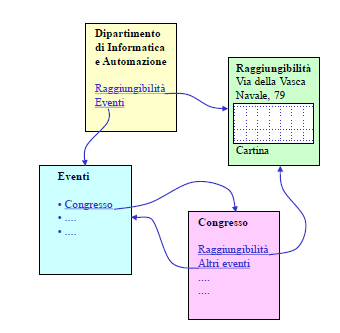 Dipartimento
di Informatica
e Automazione
Raggiungibilità
Eventi
Raggiungibilità
Via della Vasca
Navale, 79
Cartina
Eventi
• Congresso
• ....
• ....
Congresso
Raggiungibilità
Altri eventi
....
....